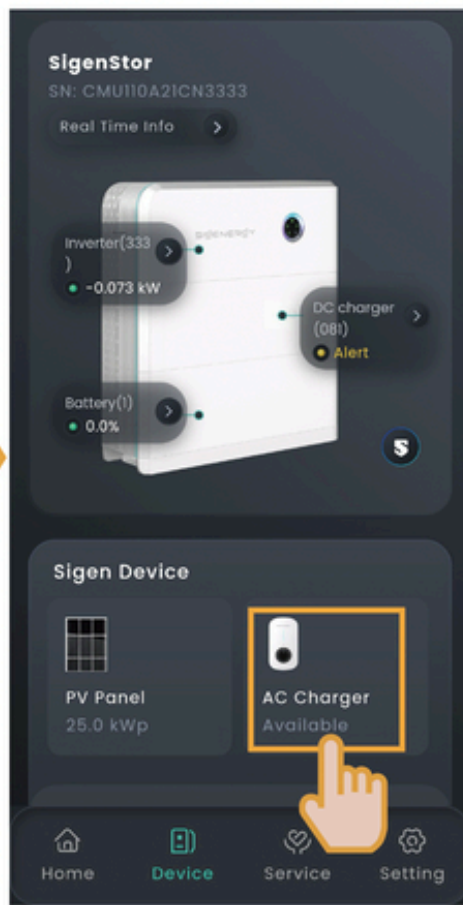 SigenStor
SN: CMU110A21CN3333
Real Time Info
SIGENERGY
Inverter(333
)
-0.073 kW
DC charger
(081)
Alert
Battery(1)
0.0%
Sigen Device
PV Panel
25.0 kWp
AC Charger
Available
Home
Device
Service
Setting